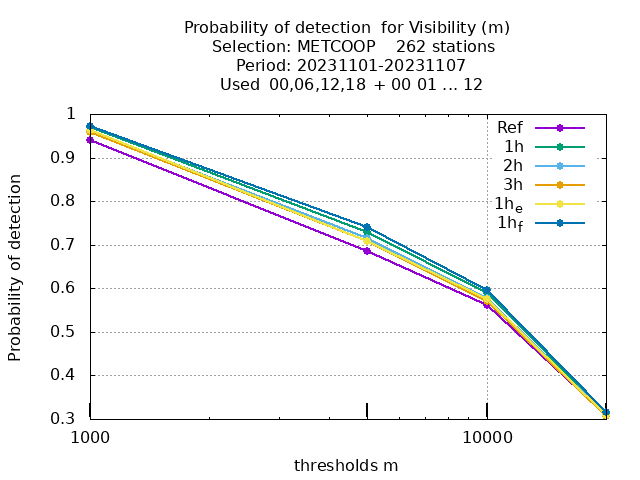 Probability of detection for Visibility (m)
Selection: METCOOP 262 stations
Period: 20231101-20231107
Used 00,06,12,18 + 00 01 ... 12
Probability of detection
1
0.9
0.8
0.7
0.6
0.5
0.4
0.3
Ref
1h
2h
3h
1he
1hf
1000
10000
thresholds m